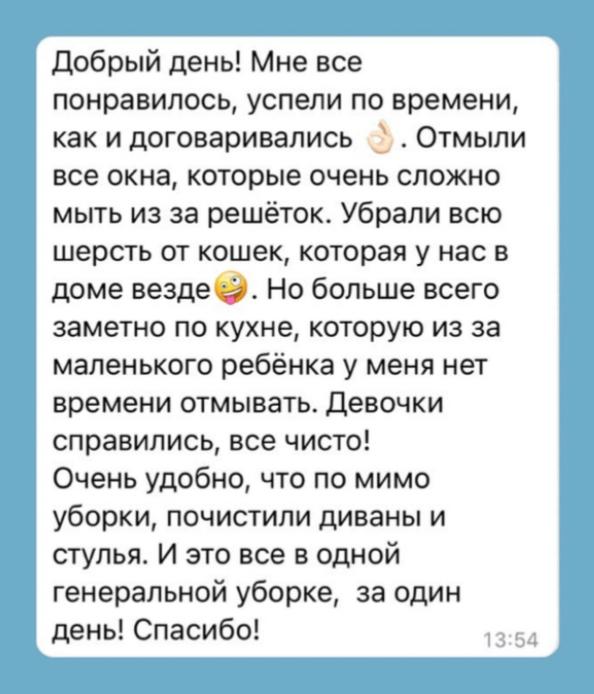 Добрый день! Мне все
понравилось, успели по времени,
как и договаривались 👌🏻. Отмыли
все окна, которые очень сложно
мыть из за решёток. Убрали всю
шерсть от кошек, которая у нас в
доме везде🤪. Но больше всего
заметно по кухне, которую из за
маленького ребёнка у меня нет
времени отмывать. Девочки
справились, все чисто!
Очень удобно, что по мимо
уборки, почистили диваны и
стулья. И это все в одной
генеральной уборке,  за один
день! Спасибо!
13:54